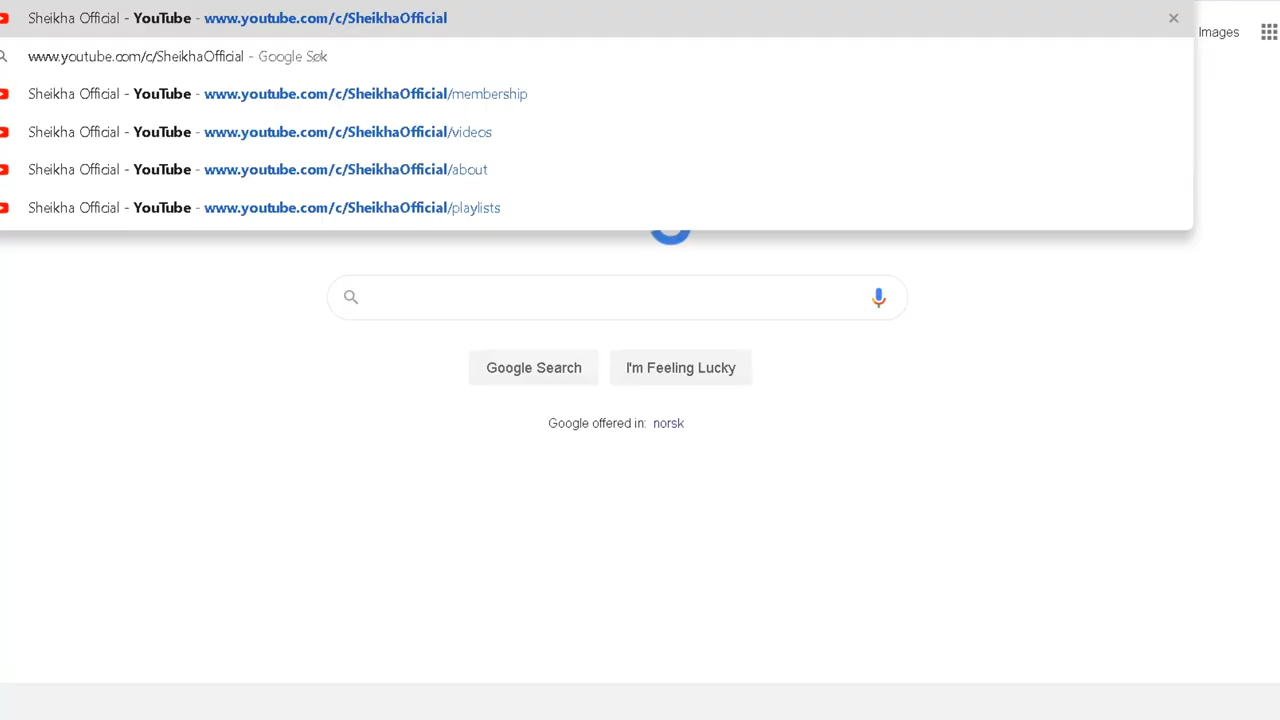 Sheikha Official - YouTube - www.youtube.com/c/SheikhaOfficial
Images
www.youtube.com/c/SheikhaOfficial - Google Søk
Sheikha Official - YouTube - www.youtube.com/c/SheikhaOfficial/membership
Sheikha Official - YouTube - www.youtube.com/c/SheikhaOfficial/videos
Sheikha Official - YouTube - www.youtube.com/c/SheikhaOfficial/about
Sheikha Official - YouTube - www.youtube.com/c/SheikhaOfficial/playlists
Google Search
I'm Feeling Lucky
Google offered in: norsk